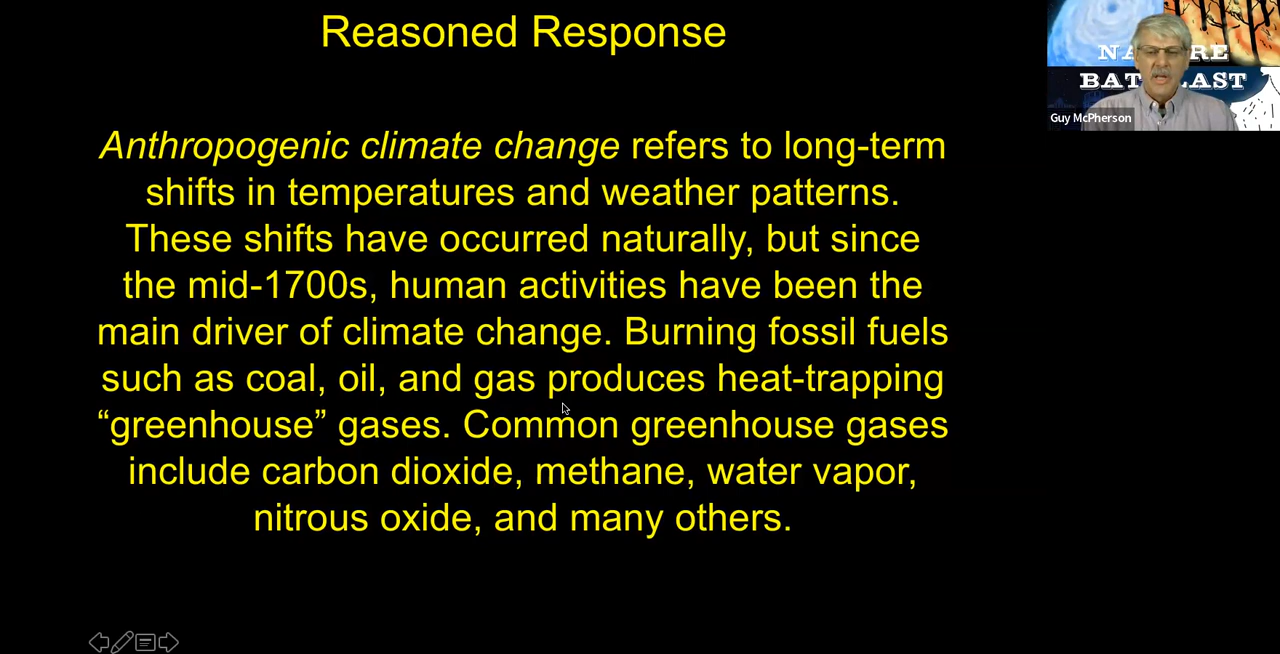 Reasoned Response
Anthropogenic climate change refers to long-term
shifts in temperatures and weather patterns.
These shifts have occurred naturally, but since
the mid-1700s, human activities have been the
main driver of climate change. Burning fossil fuels
such as coal, oil, and gas produces heat-trapping
“greenhouse” gases. Common greenhouse gases
include carbon dioxide, methane, water vapor,
nitrous oxide, and many others.
Guy McPherson